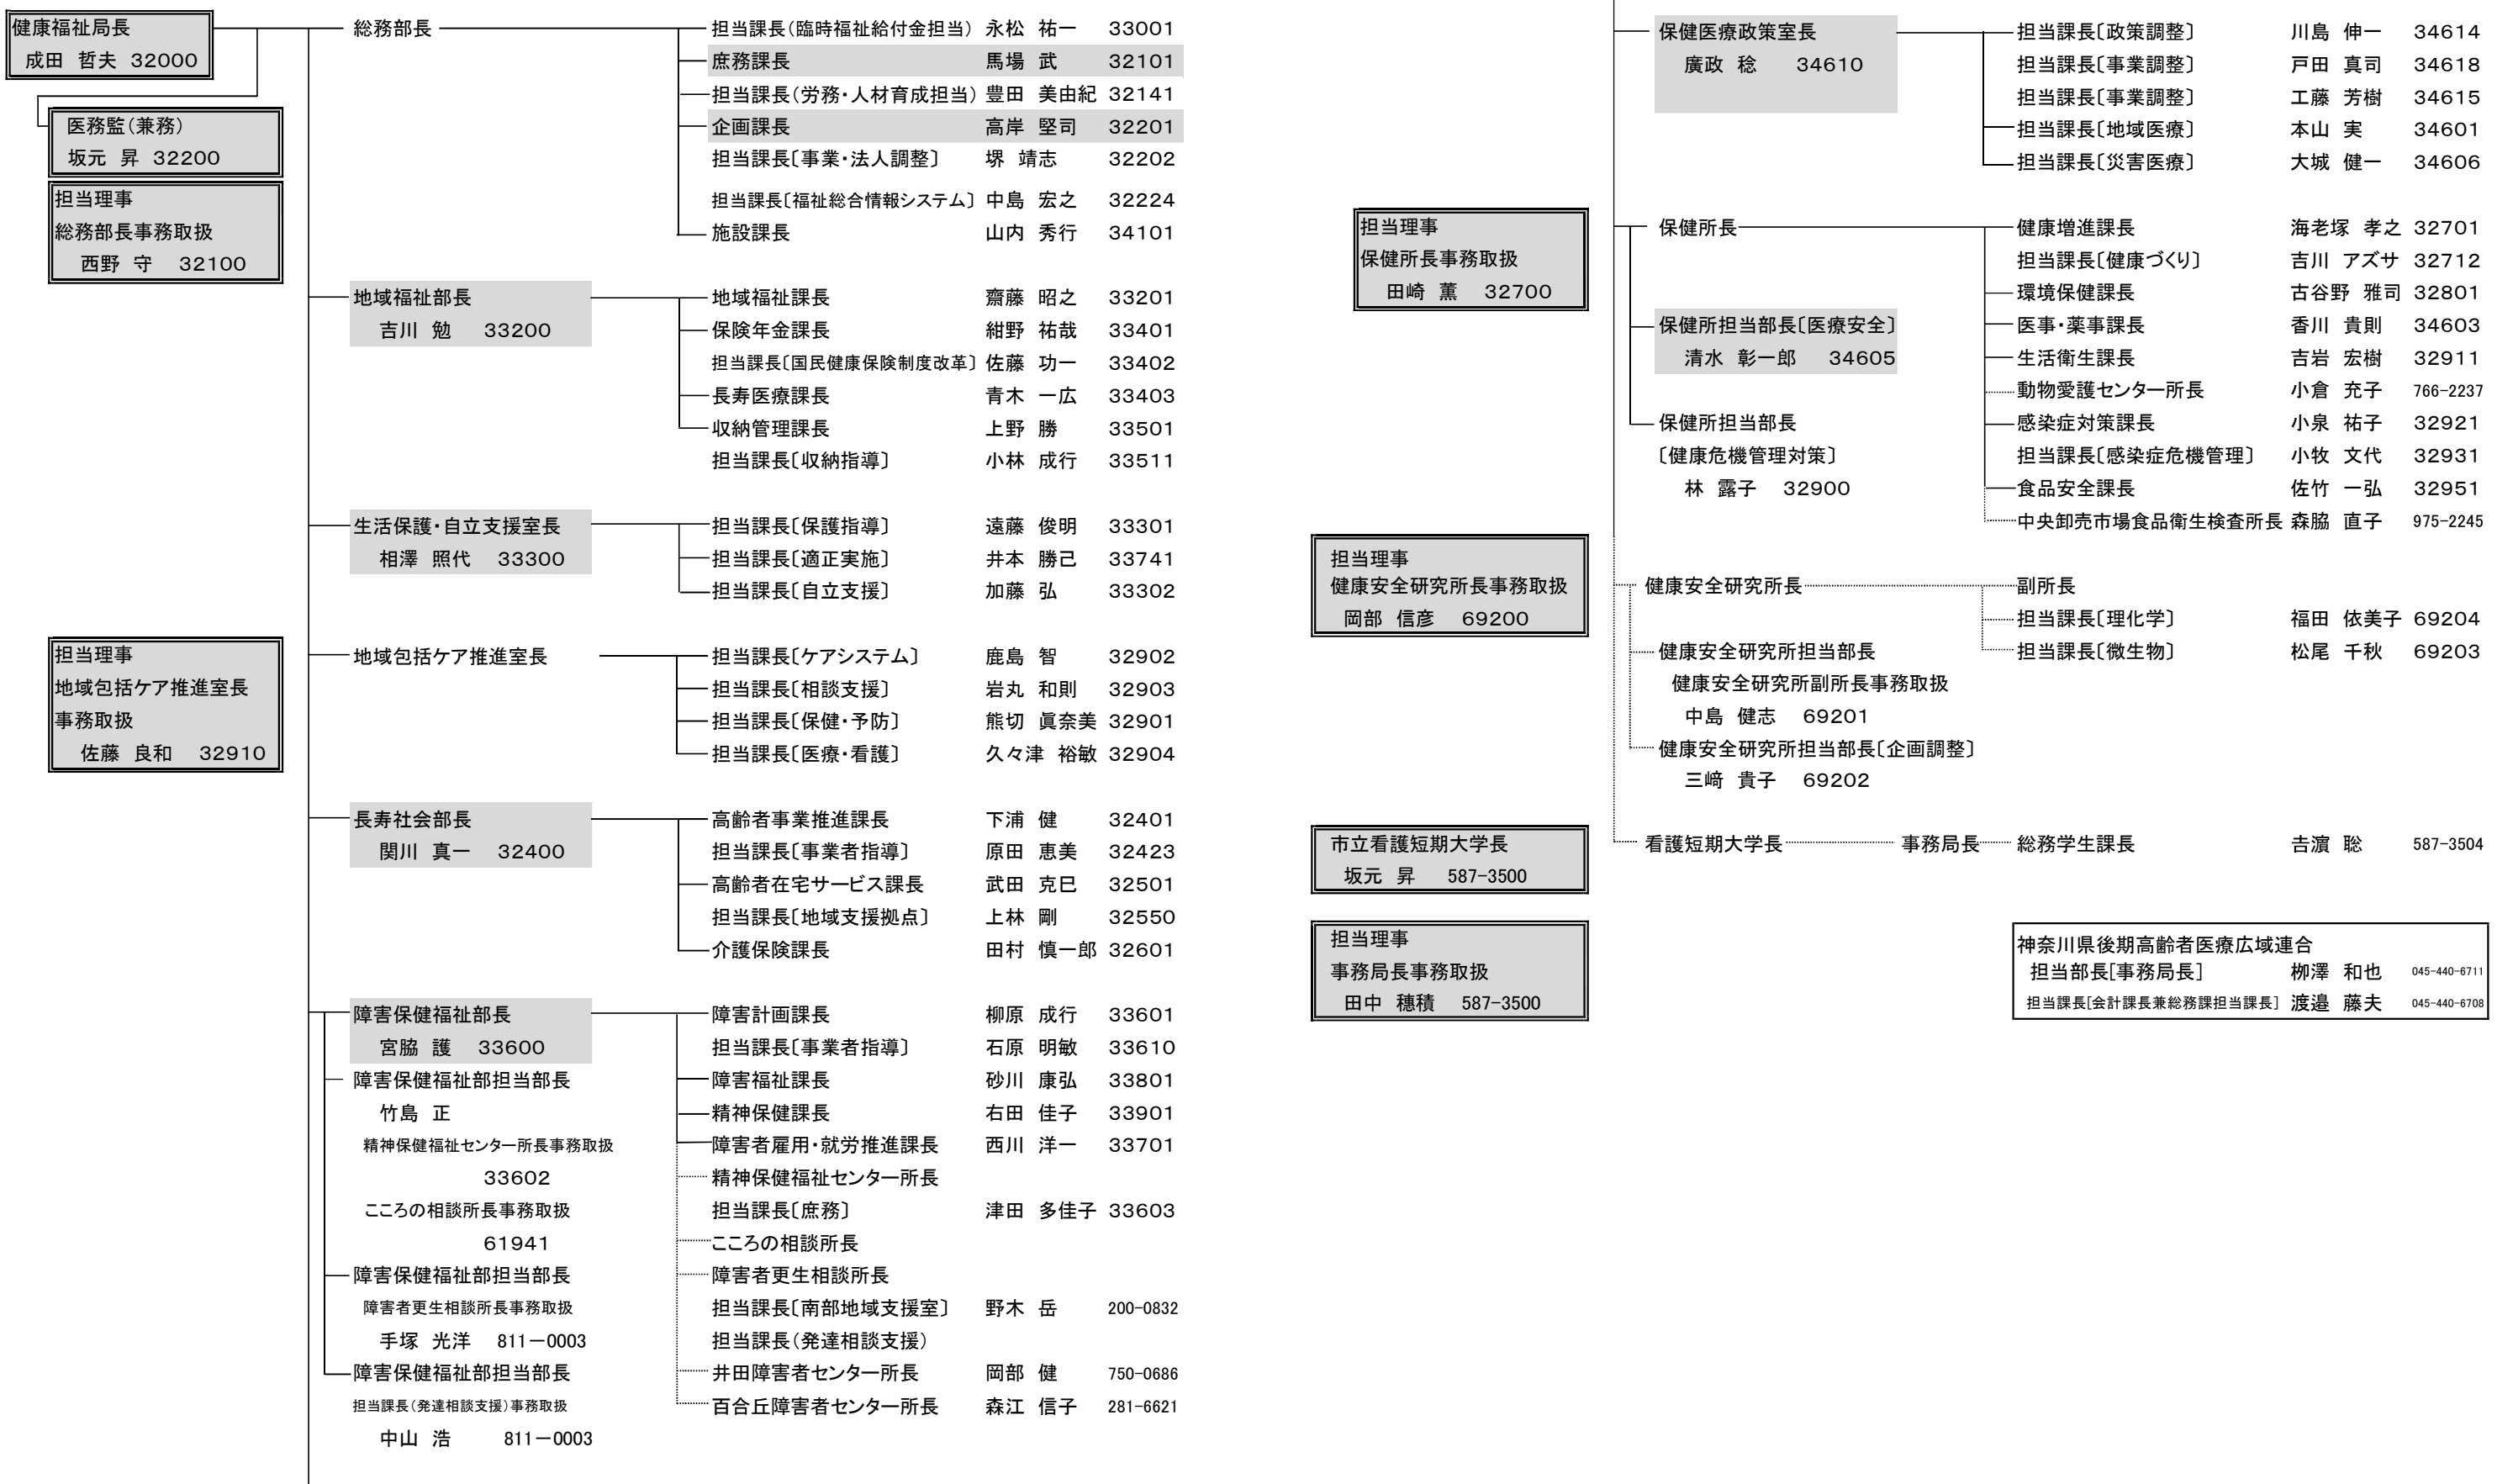 健康福祉局長
成田 哲夫 32000
医務監(兼務)
坂元 昇 32200
担当理事
総務部長事務取扱
西野 守 32100
総務部長
担当課長(臨時福祉給付金担当) 永松 祐一 33001
庶務課長 馬場 武 32101
担当課長(労務・人材育成担当) 豊田 美由紀 32141
企画課長 高岸 堅司 32201
担当課長〔事業・法人調整〕 堺 靖志 32202
担当課長〔福祉総合情報システム〕 中島 宏之 32224
施設課長 山内 秀行 34101
地域福祉部長
吉川 勉 33200
地域福祉課長 齋藤 昭之 33201
保険年金課長 紺野 祐哉 33401
担当課長〔国民健康保険制度改革〕 佐藤 功一 33402
長寿医療課長 青木 一広 33403
収納管理課長 上野 勝 33501
担当課長〔収納指導〕 小林 成行 33511
生活保護・自立支援室長
相澤 照代 33300
担当課長〔保護指導〕 遠藤 俊明 33301
担当課長〔適正実施〕 井本 勝己 33741
担当課長〔自立支援〕 加藤 弘 33302
担当理事
地域包括ケア推進室長
事務取扱
佐藤 良和 32910
地域包括ケア推進室長
担当課長〔ケアシステム〕 鹿島 智 32902
担当課長〔相談支援〕 岩丸 和則 32903
担当課長〔保健・予防〕 熊切 眞奈美 32901
担当課長〔医療・看護〕 久々津 裕敏 32904
長寿社会部長
関川 真一 32400
高齢者事業推進課長 下浦 健 32401
担当課長〔事業者指導〕 原田 恵美 32423
高齢者在宅サービス課長 武田 克巳 32501
担当課長〔地域支援拠点〕 上林 剛 32550
介護保険課長 田村 慎一郎 32601
障害保健福祉部長
宮脇 護 33600
障害保健福祉部担当部長
竹島 正
精神保健福祉センター所長事務取扱
33602
こころの相談所長事務取扱
61941
障害保健福祉部担当部長
障害者更生相談所長事務取扱
手塚 光洋 811－0003
障害保健福祉部担当部長
担当課長(発達相談支援)事務取扱
中山 浩 811－0003
障害計画課長 柳原 成行 33601
担当課長〔事業者指導〕 石原 明敏 33610
障害福祉課長 砂川 康弘 33801
精神保健課長 右田 佳子 33901
障害者雇用・就労推進課長 西川 洋一 33701
精神保健福祉センター所長
担当課長〔庶務〕 津田 多佳子 33603
こころの相談所長
障害者更生相談所長
担当課長〔南部地域支援室〕 野木 岳 200-0832
担当課長(発達相談支援)
井田障害者センター所長 岡部 健 750-0686
百合丘障害者センター所長 森江 信子 281-6621
保健医療政策室長
廣政 稔 34610
担当課長〔政策調整〕 川島 伸一 34614
担当課長〔事業調整〕 戸田 真司 34618
担当課長〔事業調整〕 工藤 芳樹 34615
担当課長〔地域医療〕 本山 実 34601
担当課長〔災害医療〕 大城 健一 34606
担当理事
保健所長事務取扱
田崎 薫 32700
保健所長
保健所担当部長〔医療安全〕
清水 彰一郎 34605
保健所担当部長
〔健康危機管理対策〕
林 露子 32900
健康増進課長 海老塚 孝之 32701
担当課長〔健康づくり〕 吉川 アズサ 32712
環境保健課長 古谷野 雅司 32801
医事・薬事課長 香川 貴則 34603
生活衛生課長 吉岩 宏樹 32911
動物愛護センター所長 小倉 充子 766-2237
感染症対策課長 小泉 祐子 32921
担当課長〔感染症危機管理〕 小牧 文代 32931
食品安全課長 佐竹 一弘 32951
中央卸売市場食品衛生検査所長 森脇 直子 975-2245
担当理事
健康安全研究所長事務取扱
岡部 信彦 69200
健康安全研究所長
健康安全研究所担当部長
健康安全研究所副所長事務取扱
中島 健志 69201
健康安全研究所担当部長〔企画調整〕
三﨑 貴子 69202
副所長
担当課長〔理化学〕 福田 依美子 69204
担当課長〔微生物〕 松尾 千秋 69203
市立看護短期大学長
坂元 昇 587-3500
担当理事
事務局長事務取扱
田中 穂積 587-3500
看護短期大学長 事務局長 総務学生課長 𠮷濵 聡 587-3504
神奈川県後期高齢者医療広域連合
担当部長[事務局長] 栁澤 和也 045-440-6711
担当課長[会計課長兼総務課担当課長] 渡邉 藤夫 045-440-6708